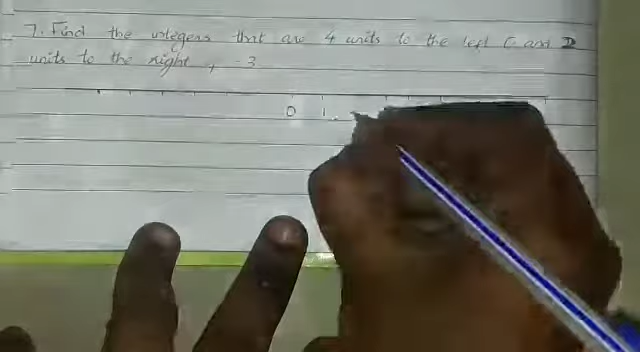 7. Find the integers that are 4 units to the left and 2
units to the right, -3
0 1